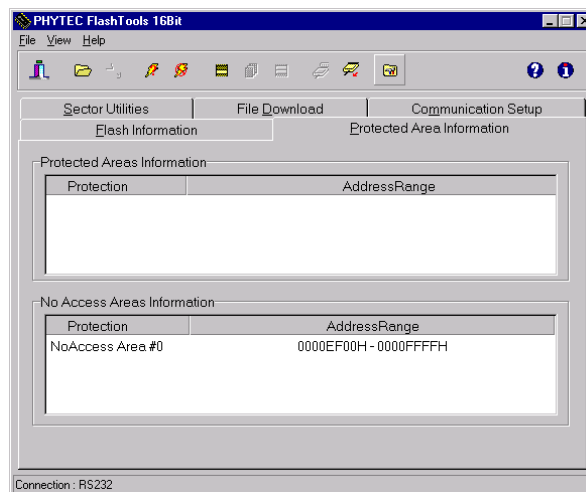 PHYTEC FlashTools 16Bit
File View Help
Sector Utilities File Download Communication Setup
Flash Information Protected Area Information
Protected Areas Information
Protection AddressRange
No Access Areas Information
Protection AddressRange
NoAccess Area #0 0000EF00H - 0000FFFFH
Connection : RS232